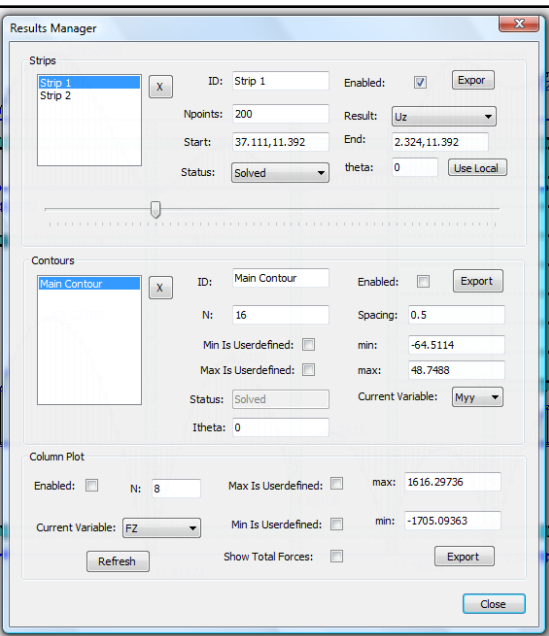 Results Manager
X
Strips
Strip 1
Strip 2
X
ID: Strip 1 Enabled: Expor
Npoints: 200 Result: Uz
Start: 37.111,11.392 End: 2.324,11.392
Status: Solved theta: 0 Use Local
Contours
Main Contour
X
ID: Main Contour Enabled: Export
N: 16 Spacing: 0.5
Min Is Userdefined: min: -64.5114
Max Is Userdefined: max: 48.7488
Status: Solved Current Variable: Myy
Itheta: 0
Column Plot
Enabled: N: 8 Max Is Userdefined: max: 1616.29736
Current Variable: FZ Min Is Userdefined: min: -1705.09363
Refresh Show Total Forces: Export
Close